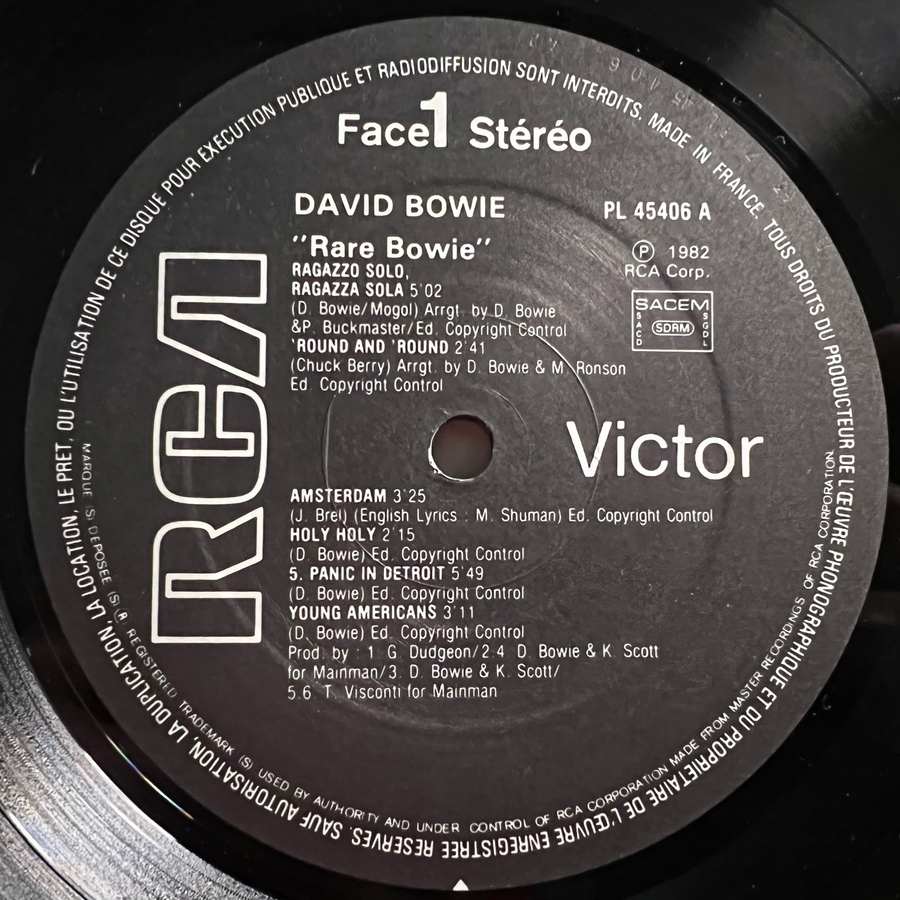 Face 1 Stéréo
DAVID BOWIE
PL 45406 A
"Rare Bowie"
Ⓟ 1982
RCA Corp.
RAGAZZO SOLO,
RAGAZZA SOLA 5'02
(D. Bowie/Mogol) Arrgt. by D. Bowie
&P. Buckmaster/Ed. Copyright Control
SACEM
SACD
SDRM
SGDL
'ROUND AND 'ROUND 2'41
(Chuck Berry) Arrgt. by D. Bowie & M. Ronson
Ed. Copyright Control
RCA
Victor
AMSTERDAM 3'25
(J. Brel) (English Lyrics : M. Shuman) Ed. Copyright Control
HOLY HOLY 2'15
(D. Bowie) Ed. Copyright Control
5. PANIC IN DETROIT 5'49
(D. Bowie) Ed. Copyright Control
YOUNG AMERICANS 3'11
(D. Bowie) Ed. Copyright Control
Prod. by : 1. G. Dudgeon/2.4. D. Bowie & K. Scott
for Mainman/3. D. Bowie & K. Scott/
5.6. T. Visconti for Mainman
MADE IN FRANCE. TOUS DROITS DU PRODUCTEUR DE L'ŒUVRE PHONOGRAPHIQUE ET DU PROPRIETAIRE DE L'ŒUVRE ENREGISTREE RESERVES. SAUF AUTORISATION, LA DUPLICATION, LA LOCATION, LE PRET, OU L'UTILISATION DE CE DISQUE POUR EXECUTION PUBLIQUE ET RADIODIFFUSION SONT INTERDITS.
MARQUE (S) DEPOSEE (S) ® REGISTERED TRADEMARK (S) USED BY AUTHORITY AND UNDER CONTROL OF RCA CORPORATION MADE FROM MASTER RECORDINGS OF RCA CORPORATION